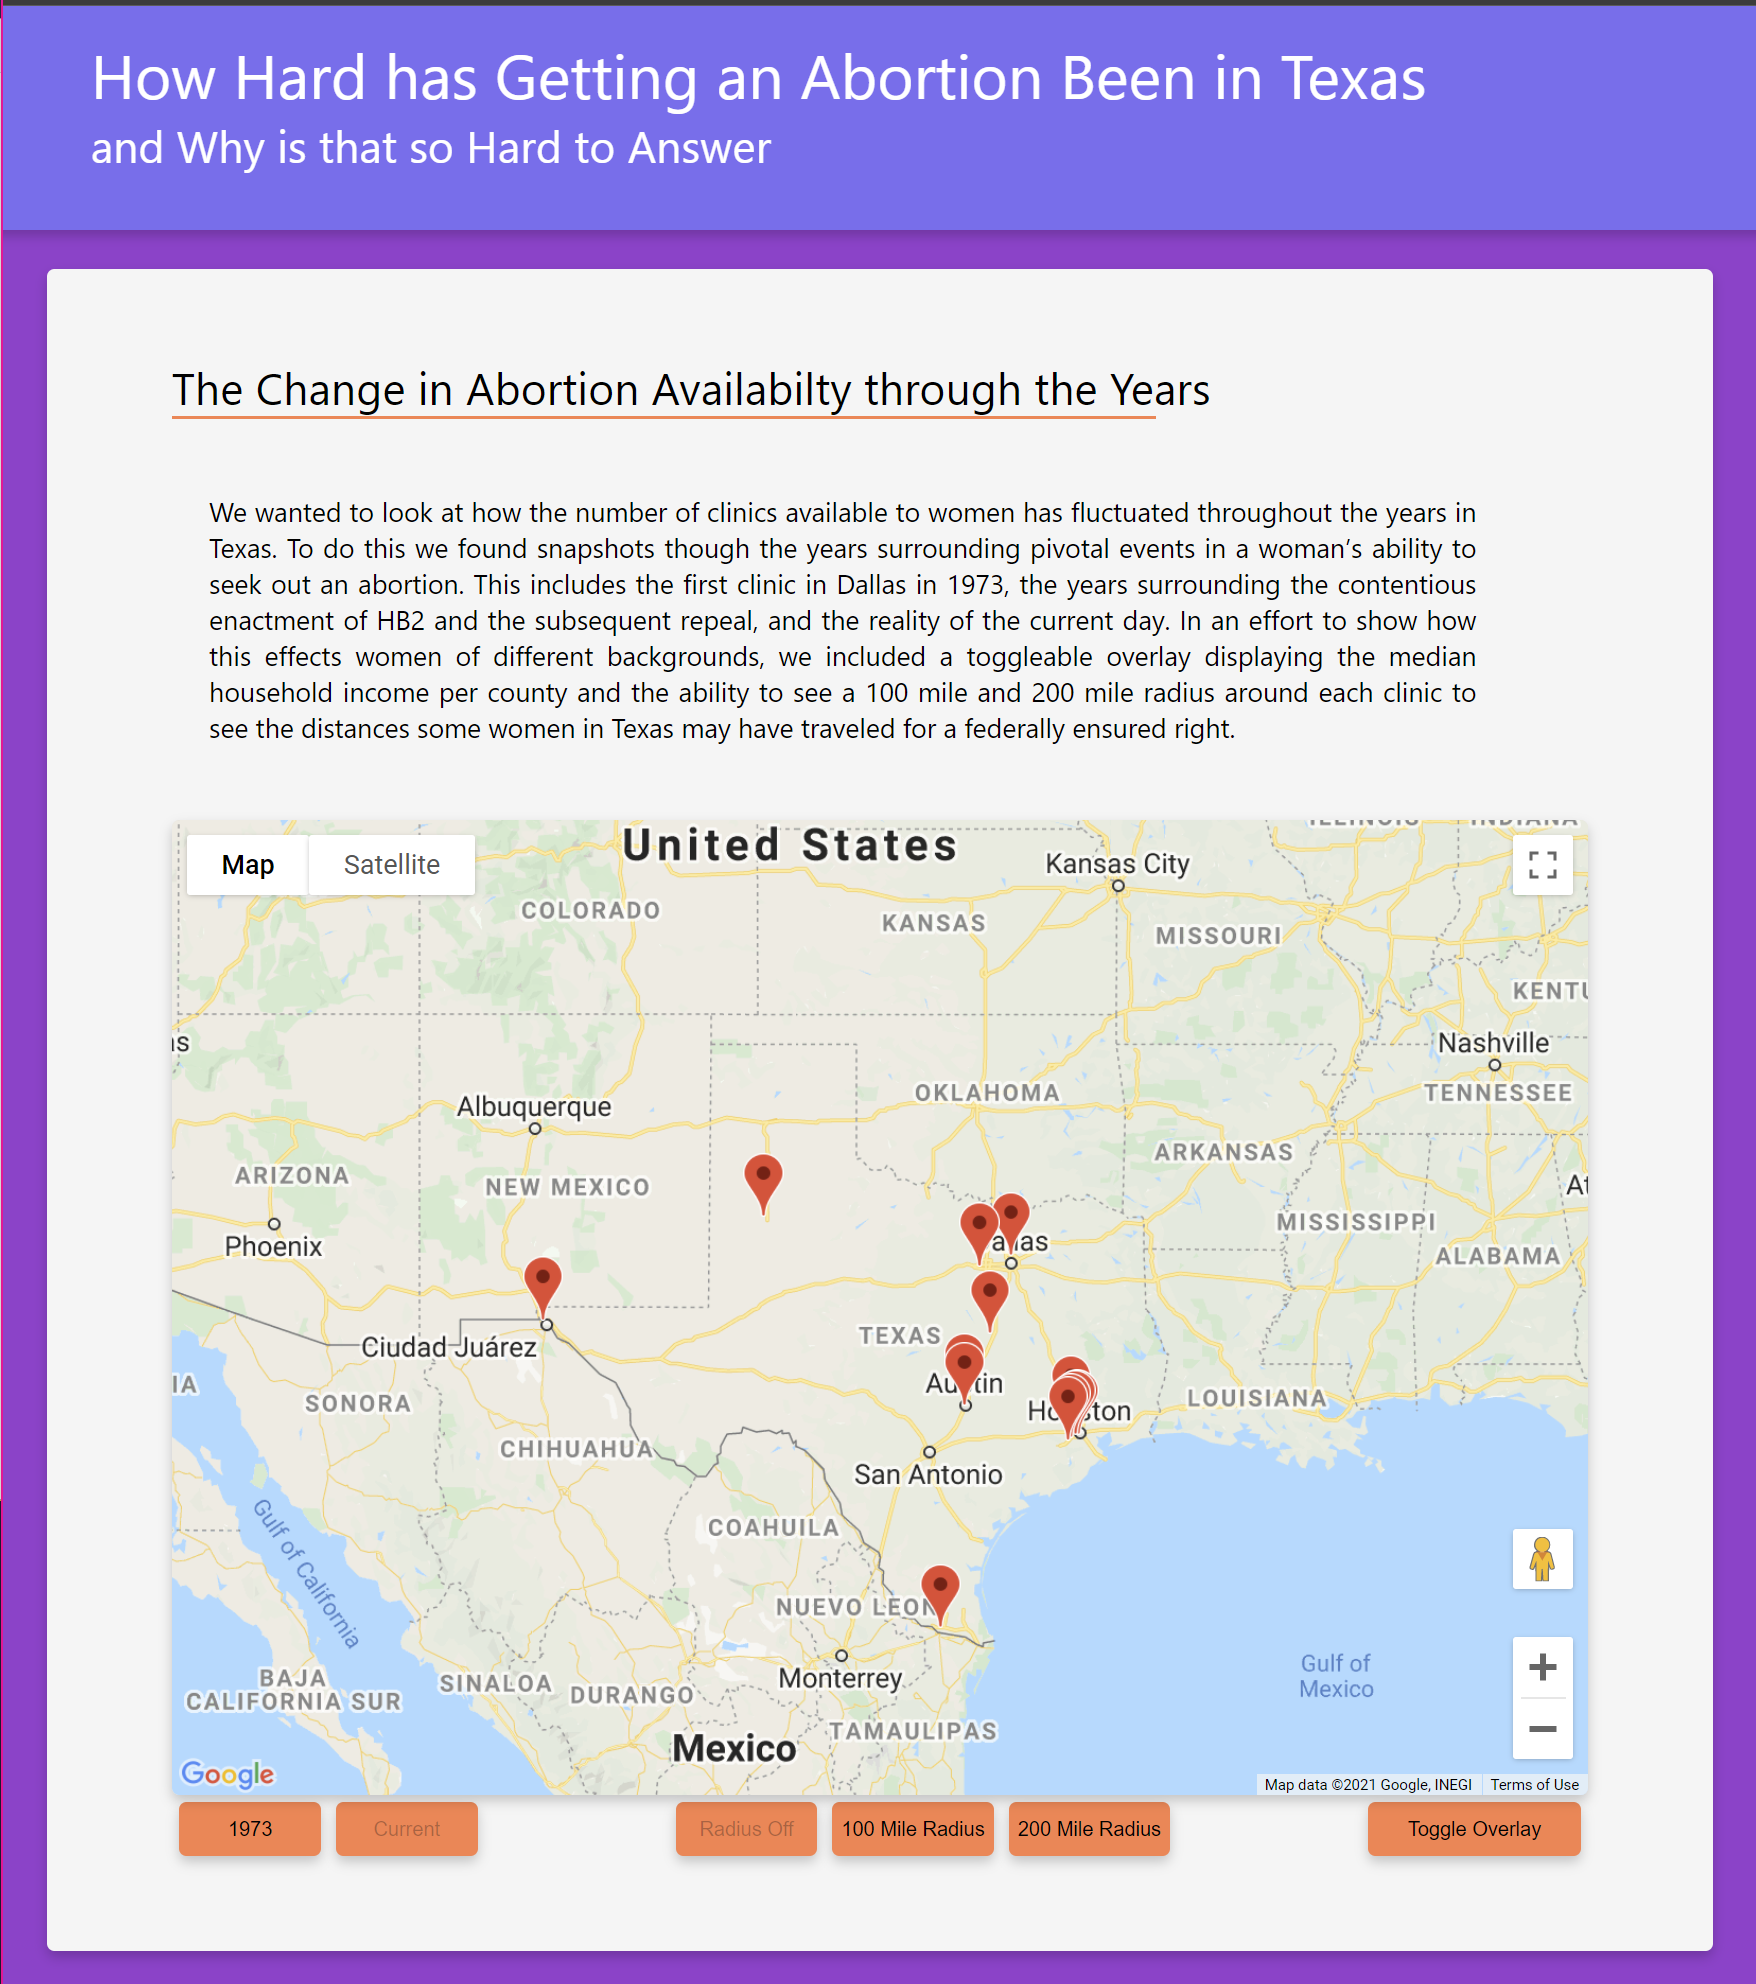 How Hard has Getting an Abortion Been in Texas
and Why is that so Hard to Answer
The Change in Abortion Availabilty through the Years
We wanted to look at how the number of clinics available to women has fluctuated throughout the years in
Texas. To do this we found snapshots though the years surrounding pivotal events in a woman’s ability to
seek out an abortion. This includes the first clinic in Dallas in 1973, the years surrounding the contentious
enactment of HB2 and the subsequent repeal, and the reality of the current day. In an effort to show how
this effects women of different backgrounds, we included a toggleable overlay displaying the median
household income per county and the ability to see a 100 mile and 200 mile radius around each clinic to
see the distances some women in Texas may have traveled for a federally ensured right.
Map
Satellite
United States
ILLINOIS
INDIANA
Kansas City
COLORADO
KANSAS
MISSOURI
KENTU
Nashville
TENNESSEE
OKLAHOMA
Albuquerque
ARKANSAS
ARIZONA
NEW MEXICO
MISSISSIPPI
ALABAMA
Phoenix
TEXAS
Ciudad Juárez
SONORA
LOUISIANA
CHIHUAHUA
San Antonio
COAHUILA
Gulf of California
NUEVO LEON
Monterrey
Gulf of
Mexico
BAJA
CALIFORNIA SUR
SINALOA
DURANGO
TAMAULIPAS
Mexico
Google
Map data ©2021 Google, INEGI
Terms of Use
1973
Current
Radius Off
100 Mile Radius
200 Mile Radius
Toggle Overlay